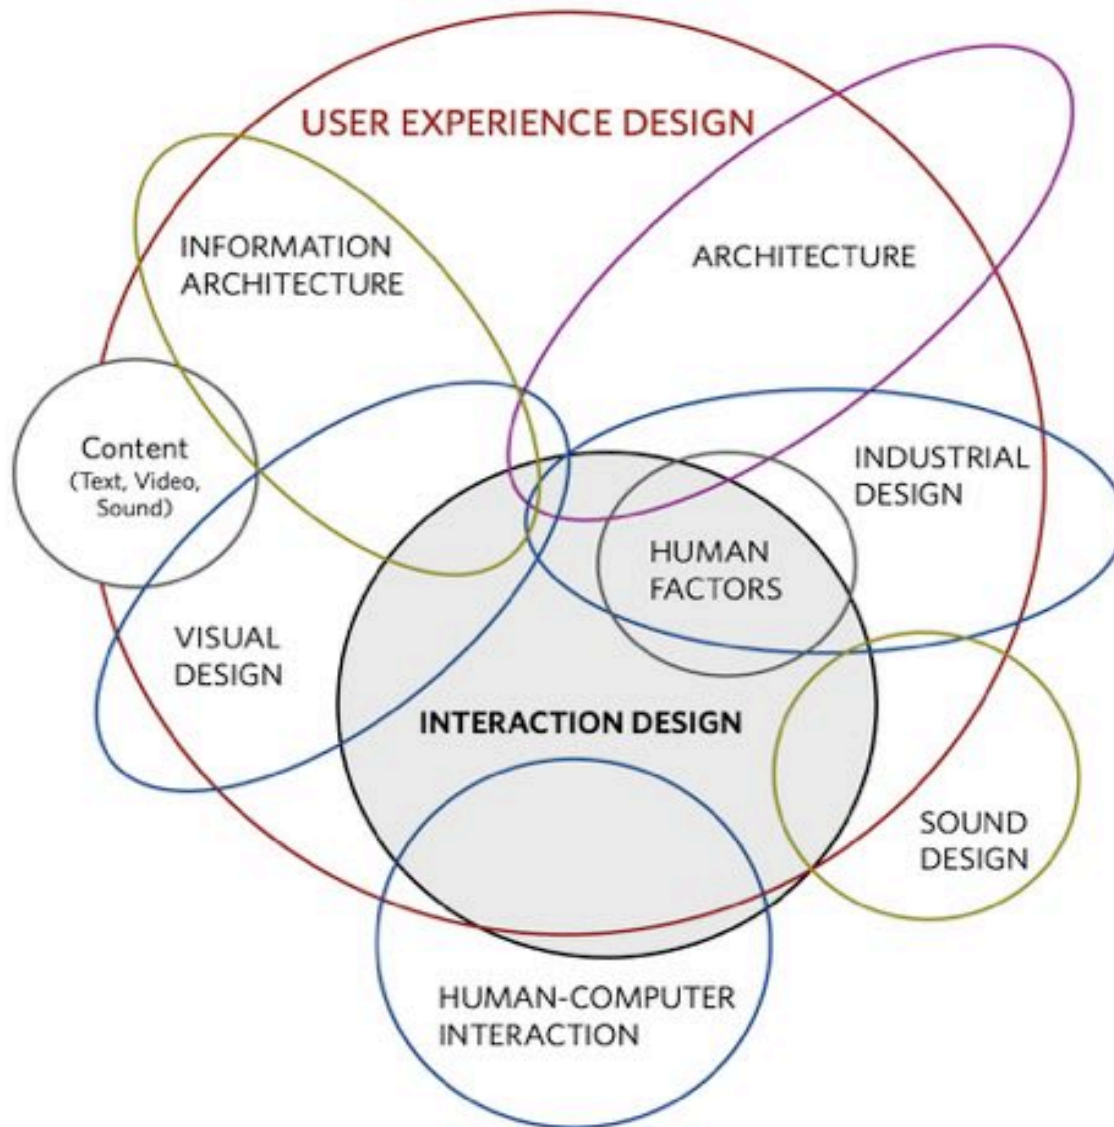 USER EXPERIENCE DESIGN
INFORMATION
ARCHITECTURE
ARCHITECTURE
Content
(Text, Video,
Sound)
INDUSTRIAL
DESIGN
HUMAN
FACTORS
VISUAL
DESIGN
INTERACTION DESIGN
SOUND
DESIGN
HUMAN-COMPUTER
INTERACTION